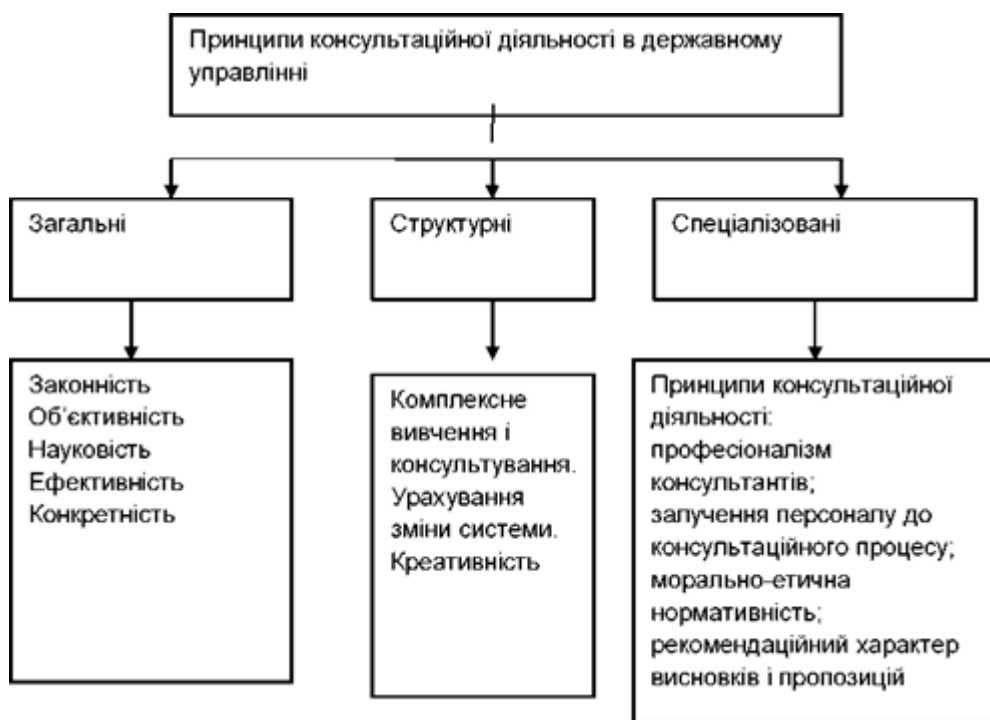 Принципи консультаційної діяльності в державному
управлінні
Загальні
Структурні
Спеціалізовані
Законність
Об'єктивність
Науковість
Ефективність
Конкретність
Комплексне
вивчення і
консультування.
Урахування
зміни системи.
Креативність
Принципи консультаційної
діяльності:
професіоналізм
консультантів;
залучення персоналу до
консультаційного процесу;
морально-етична
нормативність;
рекомендаційний характер
висновків і пропозицій